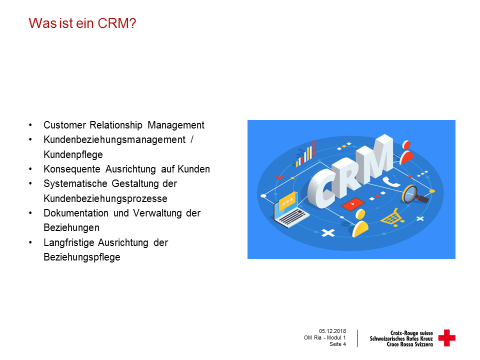 Was ist ein CRM?
• Customer Relationship Management
• Kundenbeziehungsmanagement /
Kundenpflege
• Konsequente Ausrichtung auf Kunden
• Systematische Gestaltung der
Kundenbeziehungsprozesse
• Dokumentation und Verwaltung der
Beziehungen
• Langfristige Ausrichtung der
Beziehungspflege
CRM
05.12.2018
OM Ria - Modul 1
Seite 4
Croix-Rouge suisse
Schweizerisches Rotes Kreuz
Croce Rossa Svizzera